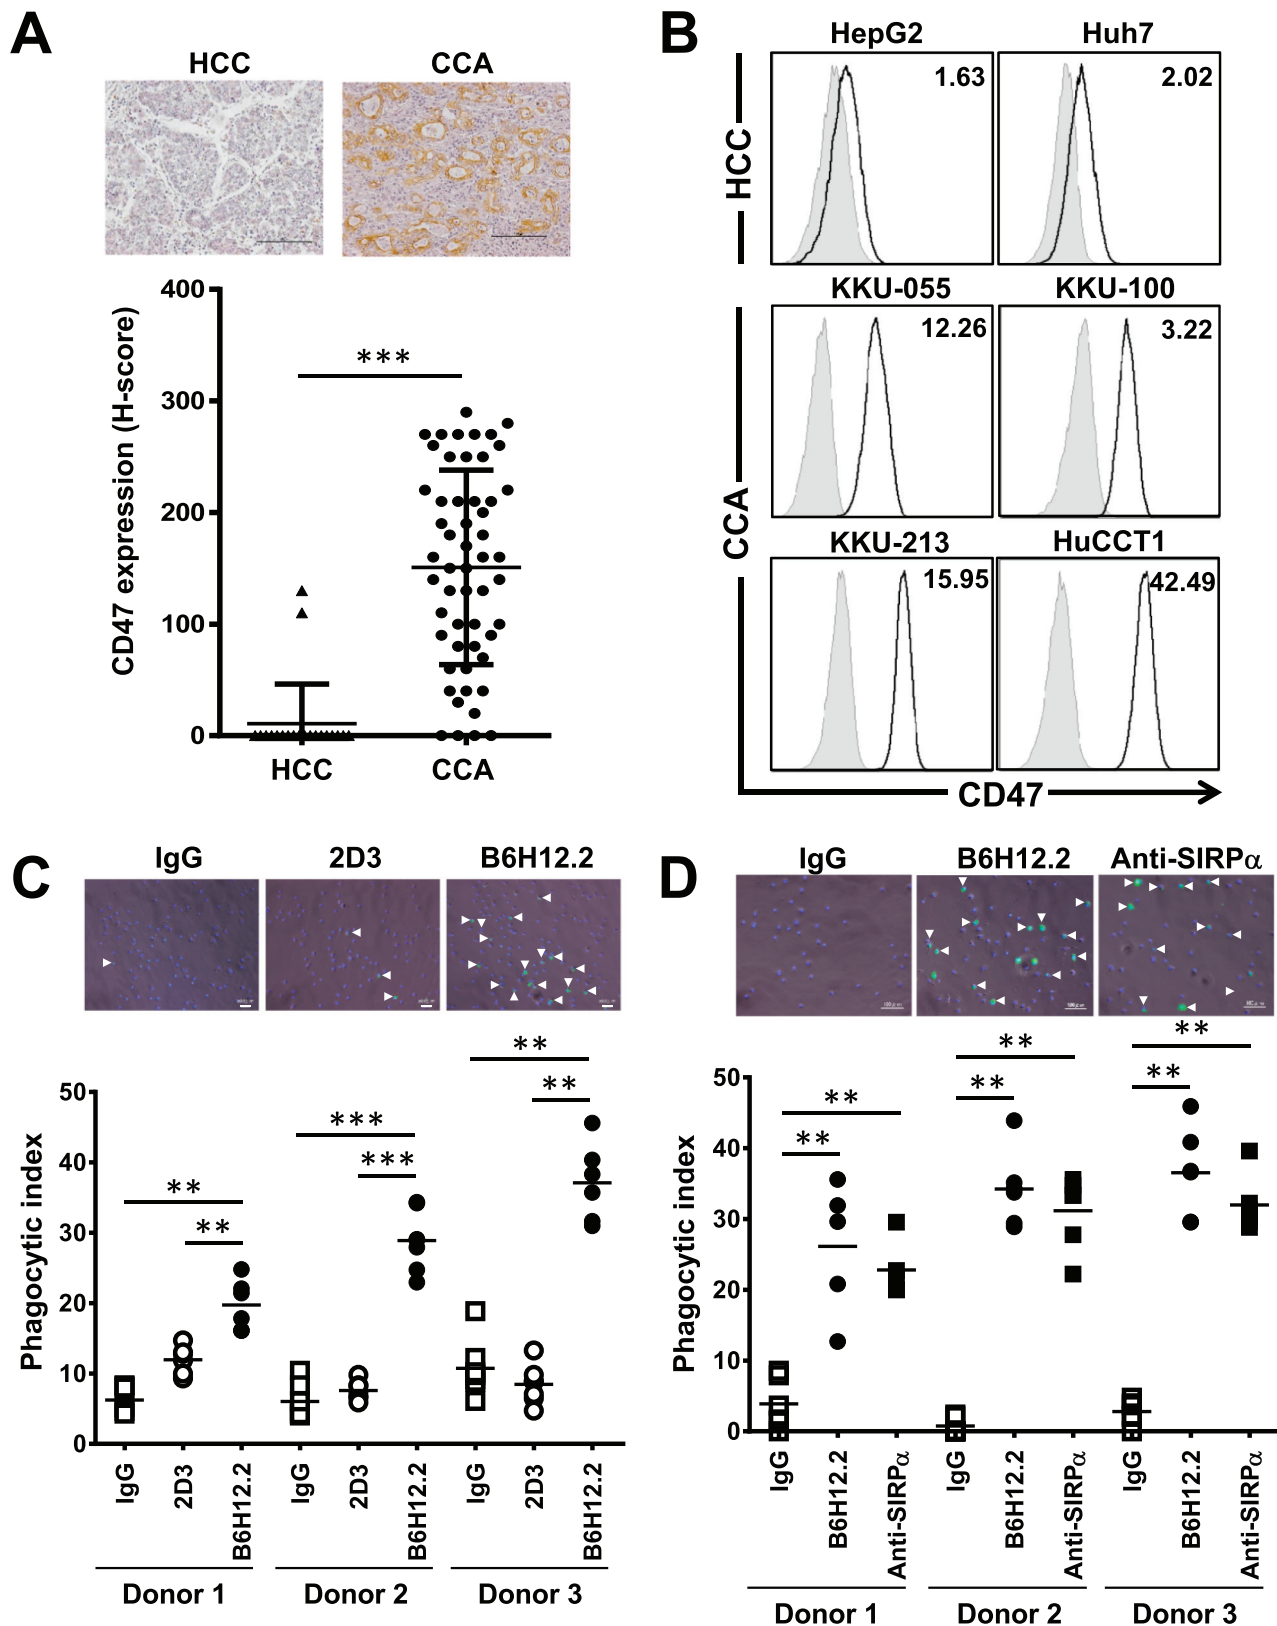 A
HCC
CCA
CD47 expression (H-score)
400
300
200
100
0
***
HCC
CCA
B
HepG2
Huh7
HCC
1.63
2.02
KKU-055
KKU-100
12.26
3.22
CCA
KKU-213
HuCCT1
15.95
42.49
CD47
C
IgG
2D3
B6H12.2
Phagocytic index
50
40
30
20
10
0
**
**
***
***
**
**
IgG
2D3
B6H12.2
IgG
2D3
B6H12.2
IgG
2D3
B6H12.2
Donor 1
Donor 2
Donor 3
D
IgG
B6H12.2
Anti-SIRPα
Phagocytic index
50
40
30
20
10
0
**
**
**
**
**
**
IgG
B6H12.2
Anti-SIRPα
IgG
B6H12.2
Anti-SIRPα
IgG
B6H12.2
Anti-SIRPα
Donor 1
Donor 2
Donor 3